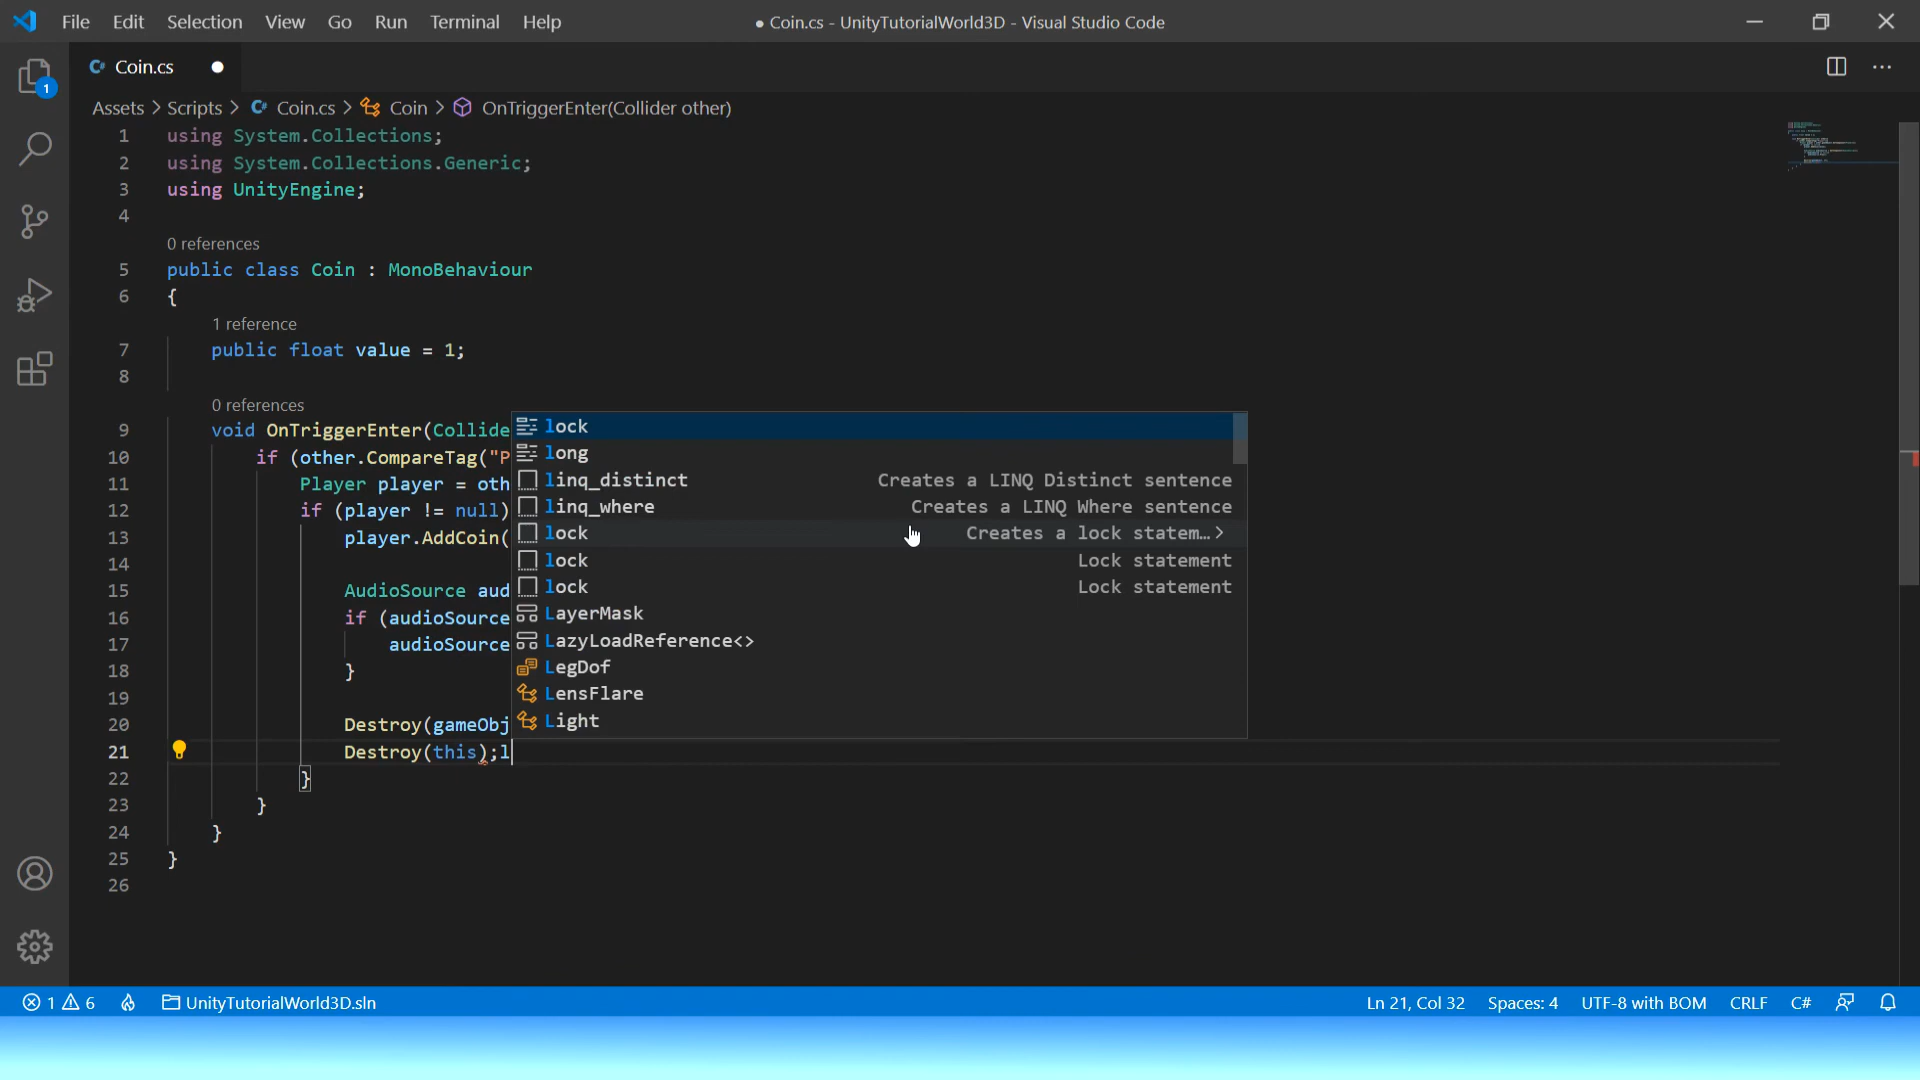 File Edit Selection View Go Run Terminal Help ● Coin.cs - UnityTutorialWorld3D - Visual Studio Code
Coin.cs
1
Assets > Scripts > Coin.cs > Coin > OnTriggerEnter(Collider other)
1 using System.Collections;
2 using System.Collections.Generic;
3 using UnityEngine;
4
0 references
5 public class Coin : MonoBehaviour
6 {
1 reference
7 public float value = 1;
8
0 references
9 void OnTriggerEnter(Collide
10 if (other.CompareTag("P
11 Player player = oth
12 if (player != null)
13 player.AddCoin(
14
15 AudioSource aud
16 if (audioSource
17 audioSource
18 }
19
20 Destroy(gameObj
21 Destroy(this);l
22 }
23 }
24 }
25 }
26
lock
long
linq_distinct Creates a LINQ Distinct sentence
linq_where Creates a LINQ Where sentence
lock Creates a lock statem… >
lock Lock statement
lock Lock statement
LayerMask
LazyLoadReference<>
LegDof
LensFlare
Light
1 6 UnityTutorialWorld3D.sln Ln 21, Col 32 Spaces: 4 UTF-8 with BOM CRLF C#